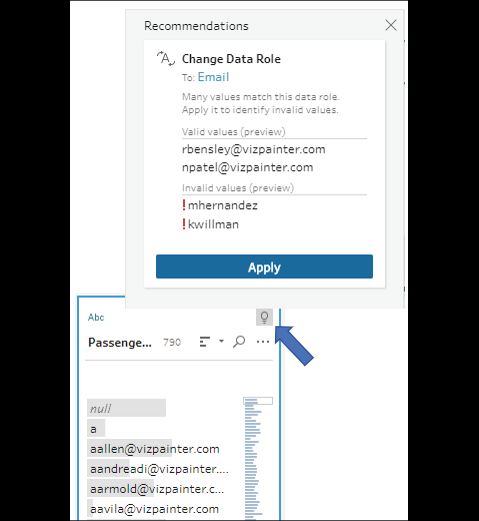 Recommendations
Change Data Role
To: Email
Many values match this data role.
Apply it to identify invalid values.
Valid values (preview)
rbensley@vizpainter.com
npatel@vizpainter.com
Invalid values (preview)
!mhernandez
!kwillman
Apply
Abc
Passenge... 790
null
a
aallen@vizpainter.com
aandreadi@vizpainter....
aarmold@vizpainter.c...
aavila@vizpainter.com